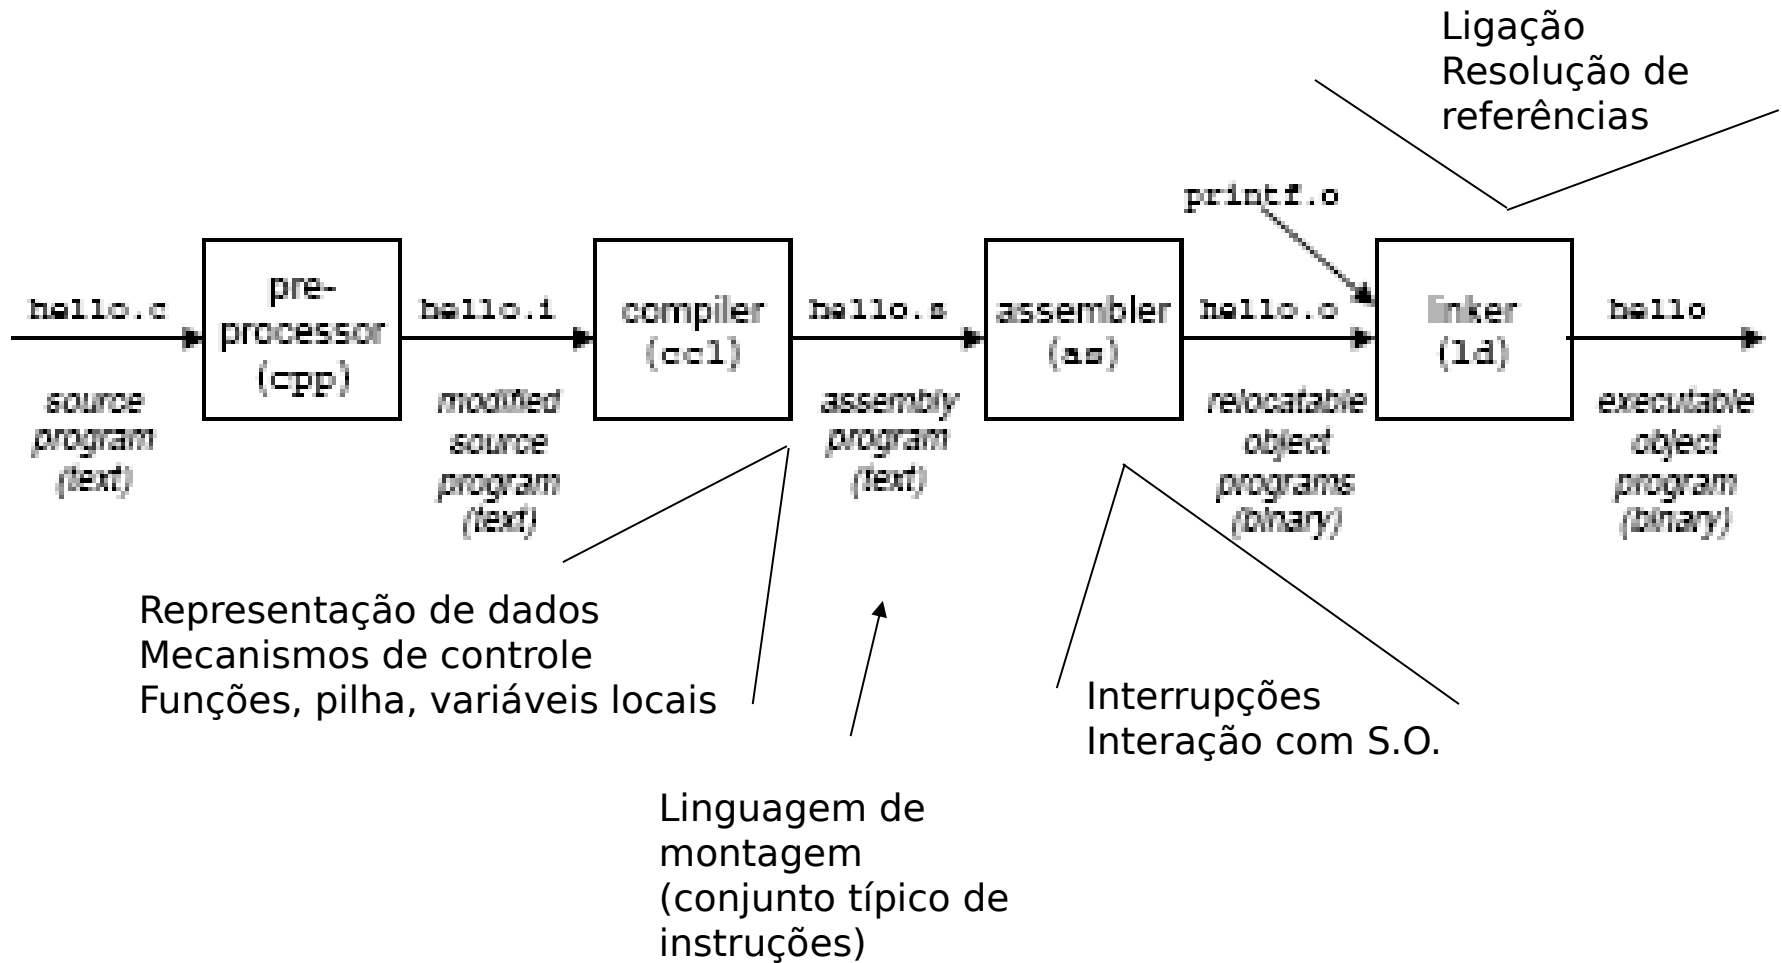 Ligação
Resolução de
referências
printf.o
hello.c
pre-
processor
(cpp)
hello.i
compiler
(cc1)
hello.s
assembler
(as)
hello.o
linker
(ld)
hello
source
program
(text)
modified
source
program
(text)
assembly
program
(text)
relocatable
object
programs
(binary)
executable
object
program
(binary)
Representação de dados
Mecanismos de controle
Funções, pilha, variáveis locais
Interrupções
Interação com S.O.
Linguagem de
montagem
(conjunto típico de
instruções)